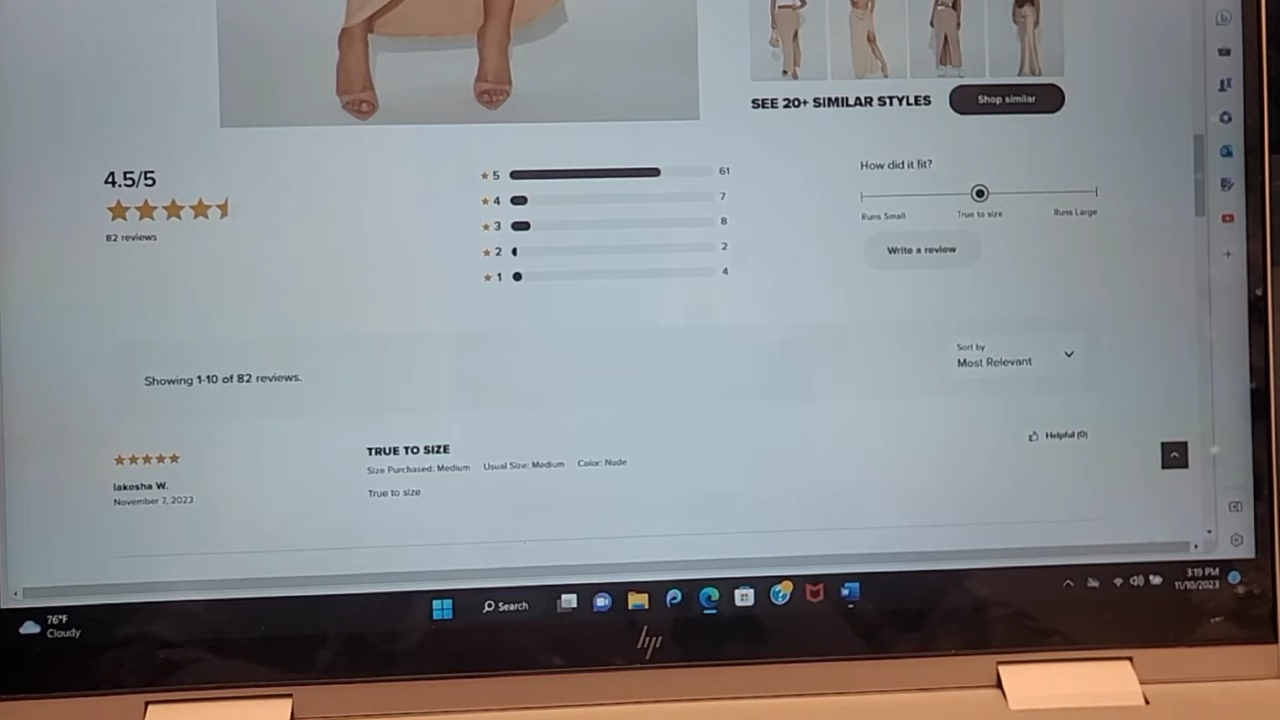 SEE 20+ SIMILAR STYLES
Shop similar
4.5/5
82 reviews
5 61
4 7
3 8
2 2
1 4
How did it fit?
Runs Small True to size Runs Large
Write a review
Showing 1-10 of 82 reviews.
Sort by
Most Relevant
lakesha W.
November 7, 2023
TRUE TO SIZE
Size Purchased: Medium Usual Size: Medium Color: Nude
True to size
Helpful (0)
76°F
Cloudy
Search
3:19 PM
11/10/2023
hp